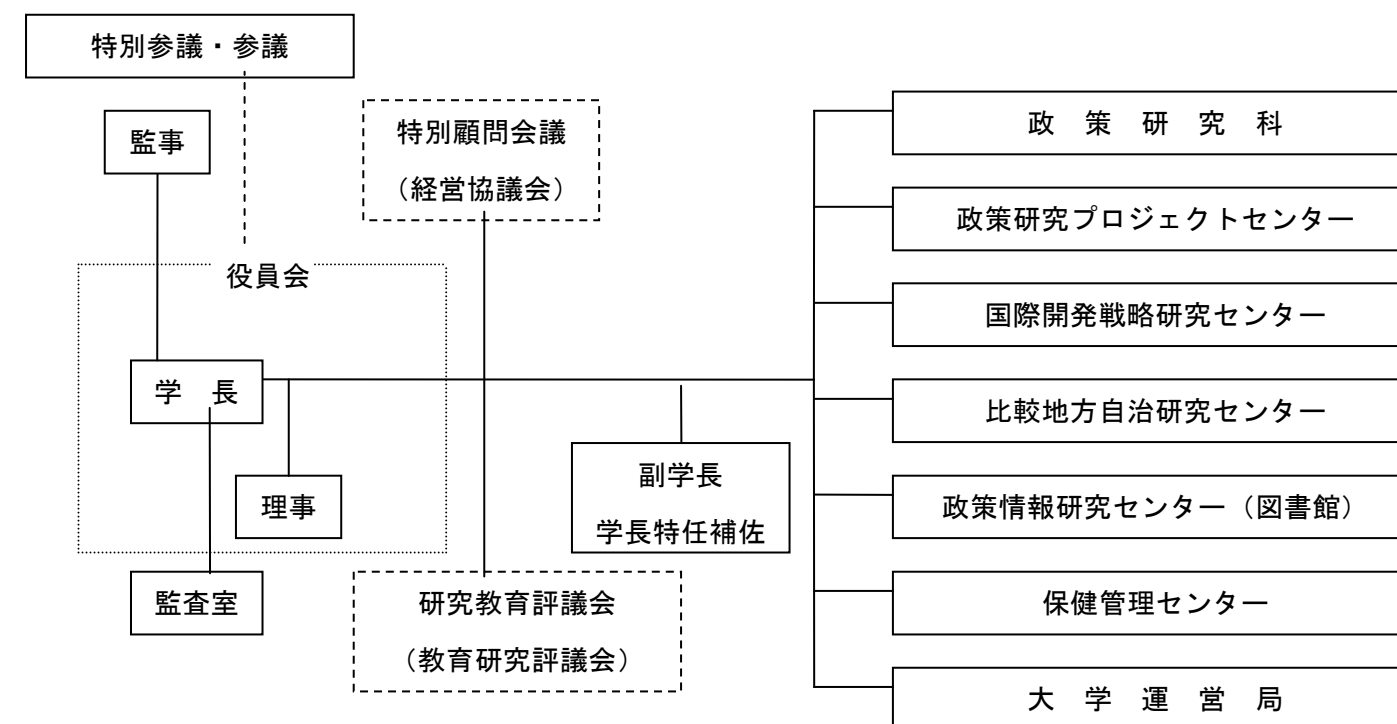 特別参議・参議
監事
特別顧問会議
（経営協議会）
役員会
学　長
理事
監査室
副学長
学長特任補佐
研究教育評議会
（教育研究評議会）
政　策　研　究　科
政策研究プロジェクトセンター
国際開発戦略研究センター
比較地方自治研究センター
政策情報研究センター（図書館）
保健管理センター
大　学　運　営　局